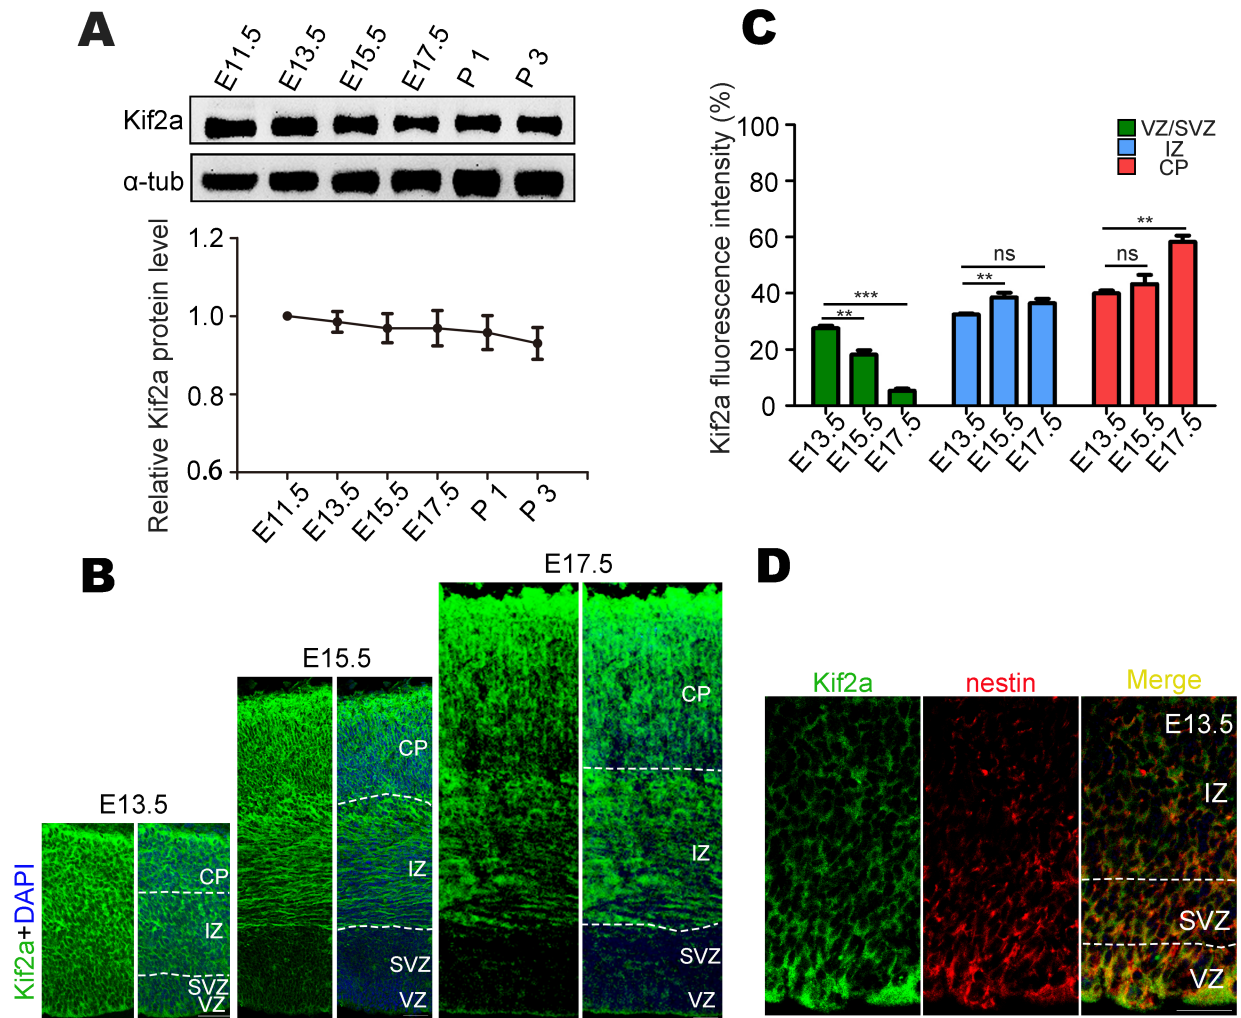 A
E11.5 E13.5 E15.5 E17.5 P 1 P 3
Kif2a
α-tub
Relative Kif2a protein level
1.2
1.0
0.8
0.6
E11.5 E13.5 E15.5 E17.5 P 1 P 3
C
Kif2a fluorescence intensity (%)
100
80
60
40
20
0
VZ/SVZ
IZ
CP
***
**
ns
**
**
ns
E13.5 E15.5 E17.5 E13.5 E15.5 E17.5 E13.5 E15.5 E17.5
B
Kif2a+DAPI
E13.5
CP
IZ
SVZ
VZ
E15.5
CP
IZ
SVZ
VZ
E17.5
CP
IZ
SVZ
VZ
D
Kif2a nestin Merge
E13.5
IZ
SVZ
VZ